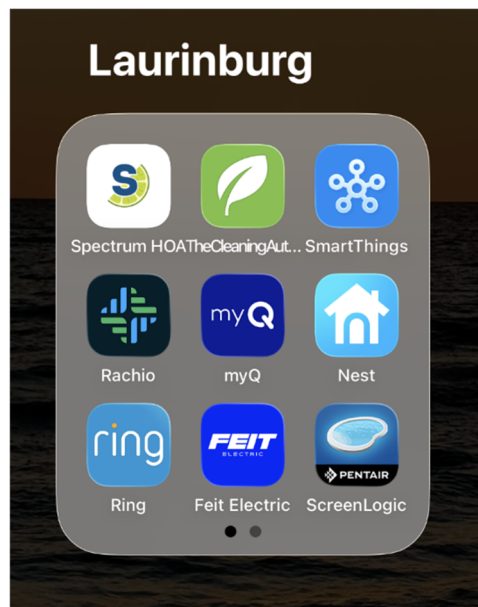 Laurinburg
S
Spectrum HOA TheCleaningAut... SmartThings
myQ
Rachio myQ Nest
ring FEIT ELECTRIC PENTAIR
Ring Feit Electric ScreenLogic